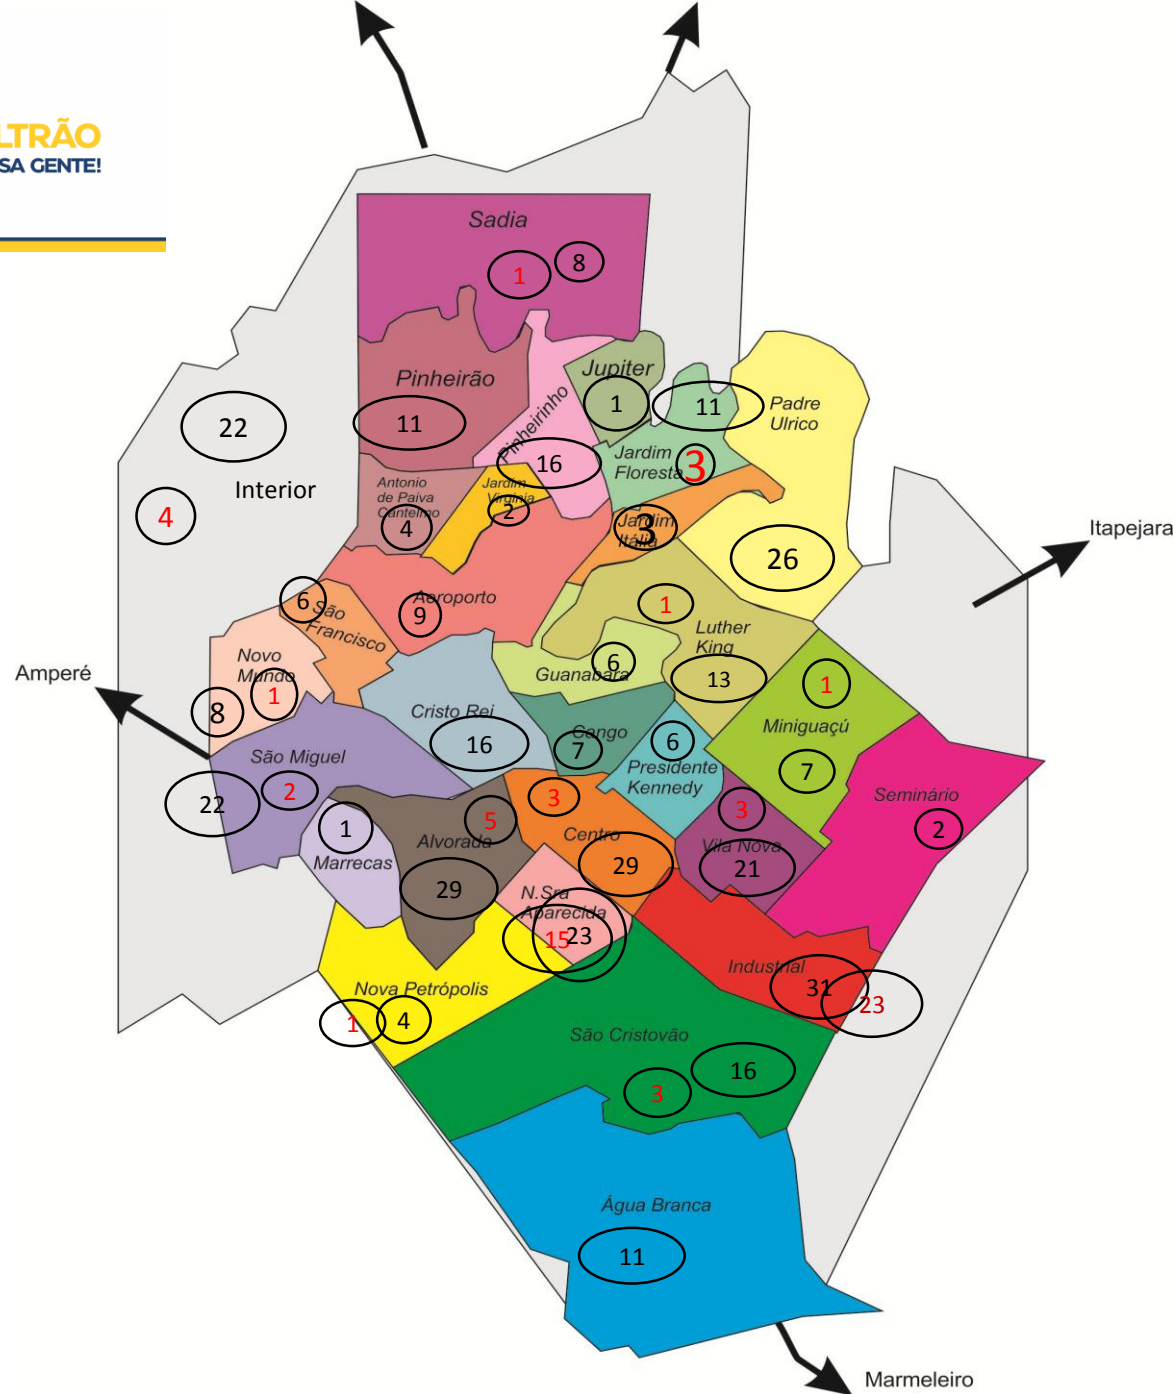 LTRÃO
SA GENTE!
Sadia
1
8
Pinheirão
11
Pinheirinho
16
Jupiter
1
11
Jardim
Floresta
3
Padre
Ulrico
26
22
Interior
4
Antonio
de Paiva
Cantelmo
4
Jardim
Virginia
2
Jardim
Itália
3
Itapejara
Aeroporto
9
6
São
Francisco
Novo
Mundo
1
8
Amperé
1
Luther
King
13
Guanabara
6
1
Miniguaçú
7
Cristo Rei
16
Cango
7
6
Presidente
Kennedy
São Miguel
2
22
1
Marrecas
Alvorada
5
29
3
Centro
29
3
Vila Nova
21
Seminário
2
N.Sra
Aparecida
15
23
Industrial
31
23
Nova Petrópolis
1
4
São Cristovão
16
3
Água Branca
11
Marmeleiro